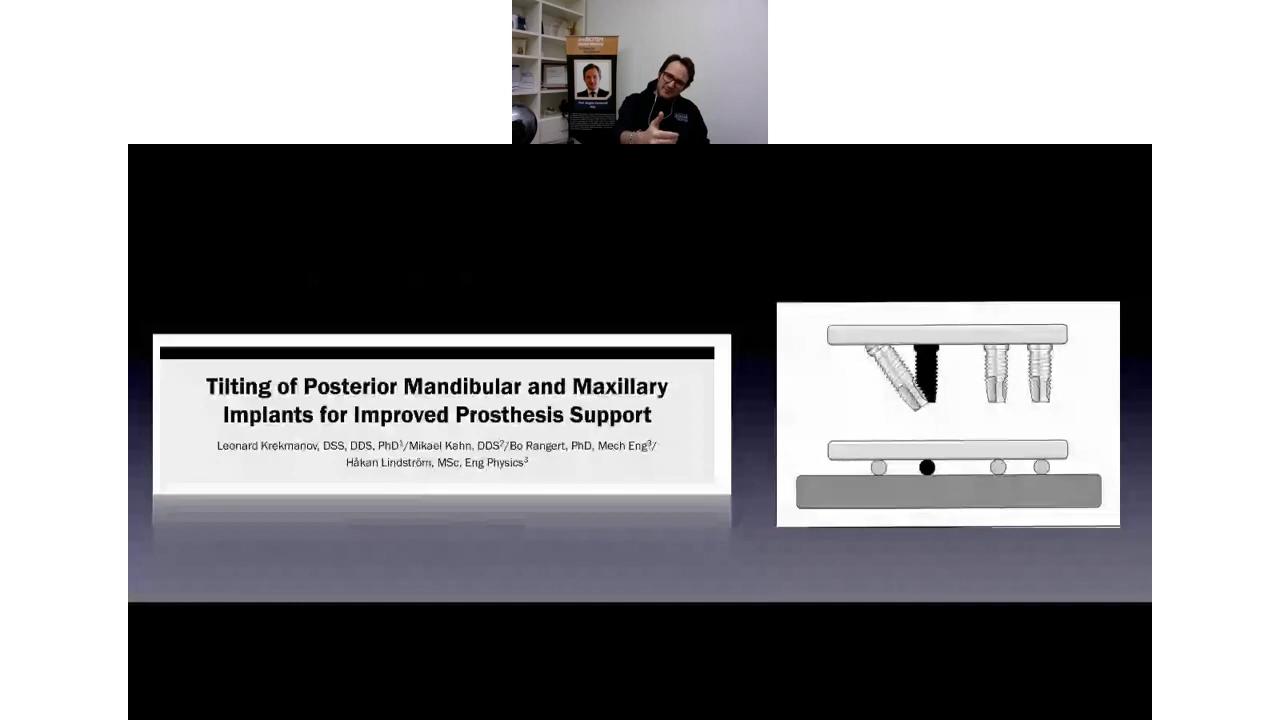 Tilting of Posterior Mandibular and Maxillary
Implants for Improved Prosthesis Support
Leonard Krekmanov, DSS, DDS, PhD¹/Mikael Kahn, DDS²/Bo Rangert, PhD, Mech Eng³/
Håkan Lindström, MSc, Eng Physics³